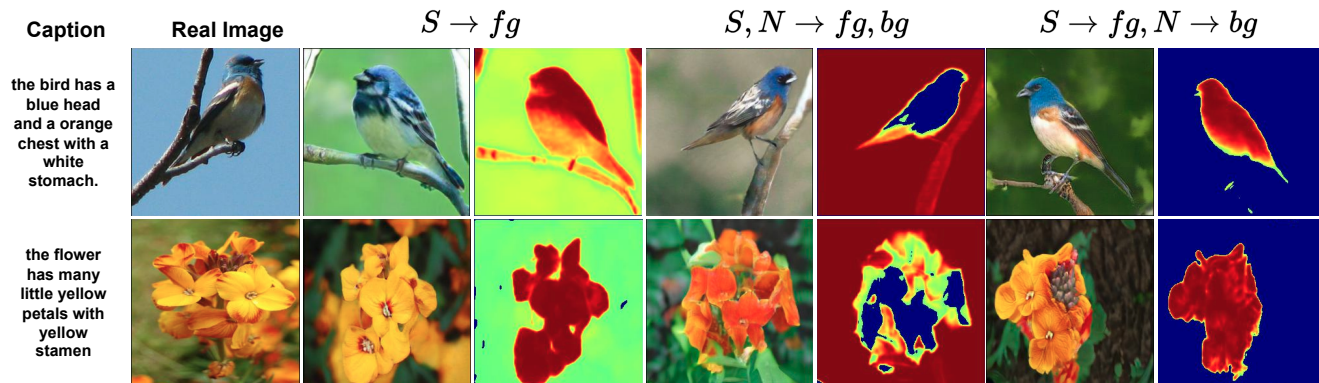 Caption
Real Image
S → fg
S, N → fg, bg
S → fg, N → bg
the bird has a
blue head
and a orange
chest with a
white
stomach.
the flower
has many
little yellow
petals with
yellow
stamen